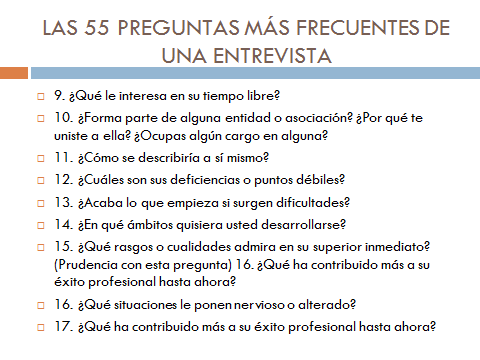 LAS 55 PREGUNTAS MÁS FRECUENTES DE
UNA ENTREVISTA
9. ¿Qué le interesa en su tiempo libre?
10. ¿Forma parte de alguna entidad o asociación? ¿Por qué te
uniste a ella? ¿Ocupas algún cargo en alguna?
11. ¿Cómo se describiría a sí mismo?
12. ¿Cuáles son sus deficiencias o puntos débiles?
13. ¿Acaba lo que empieza si surgen dificultades?
14. ¿En qué ámbitos quisiera usted desarrollarse?
15. ¿Qué rasgos o cualidades admira en su superior inmediato?
(Prudencia con esta pregunta) 16. ¿Qué ha contribuido más a su
éxito profesional hasta ahora?
16. ¿Qué situaciones le ponen nervioso o alterado?
17. ¿Qué ha contribuido más a su éxito profesional hasta ahora?